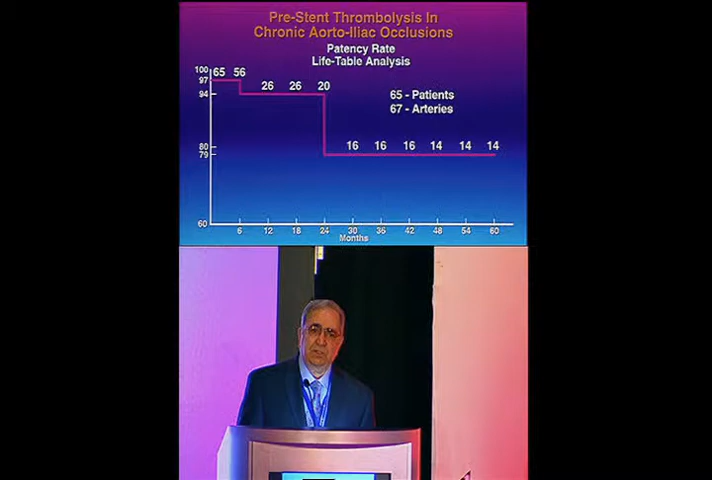 Pre-Stent Thrombolysis In
Chronic Aorto-Iliac Occlusions
Patency Rate
Life-Table Analysis
100
97
94
80
79
60
65 56
26 26 20
16 16 16 14 14 14
65 - Patients
67 - Arteries
6 12 18 24 30 36 42 48 54 60
Months